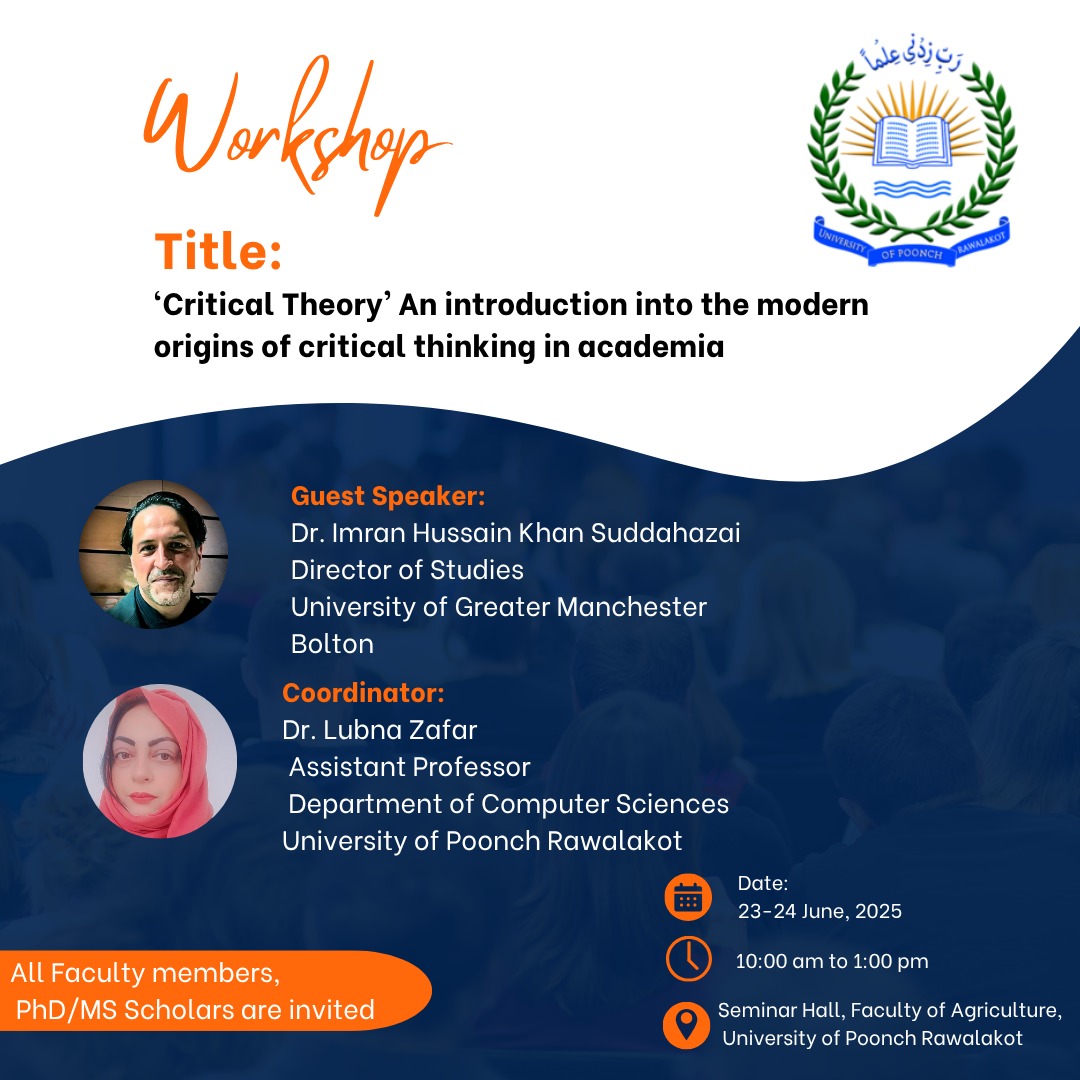 Workshop
رَبِّ زِدْنِي عِلْمًا
UNIVERSITY OF POONCH RAWALAKOT
Title:
‘Critical Theory’ An introduction into the modern
origins of critical thinking in academia
Guest Speaker:
Dr. Imran Hussain Khan Suddahazai
Director of Studies
University of Greater Manchester
Bolton
Coordinator:
Dr. Lubna Zafar
Assistant Professor
Department of Computer Sciences
University of Poonch Rawalakot
Date:
23-24 June, 2025
10:00 am to 1:00 pm
Seminar Hall, Faculty of Agriculture,
University of Poonch Rawalakot
All Faculty members,
PhD/MS Scholars are invited